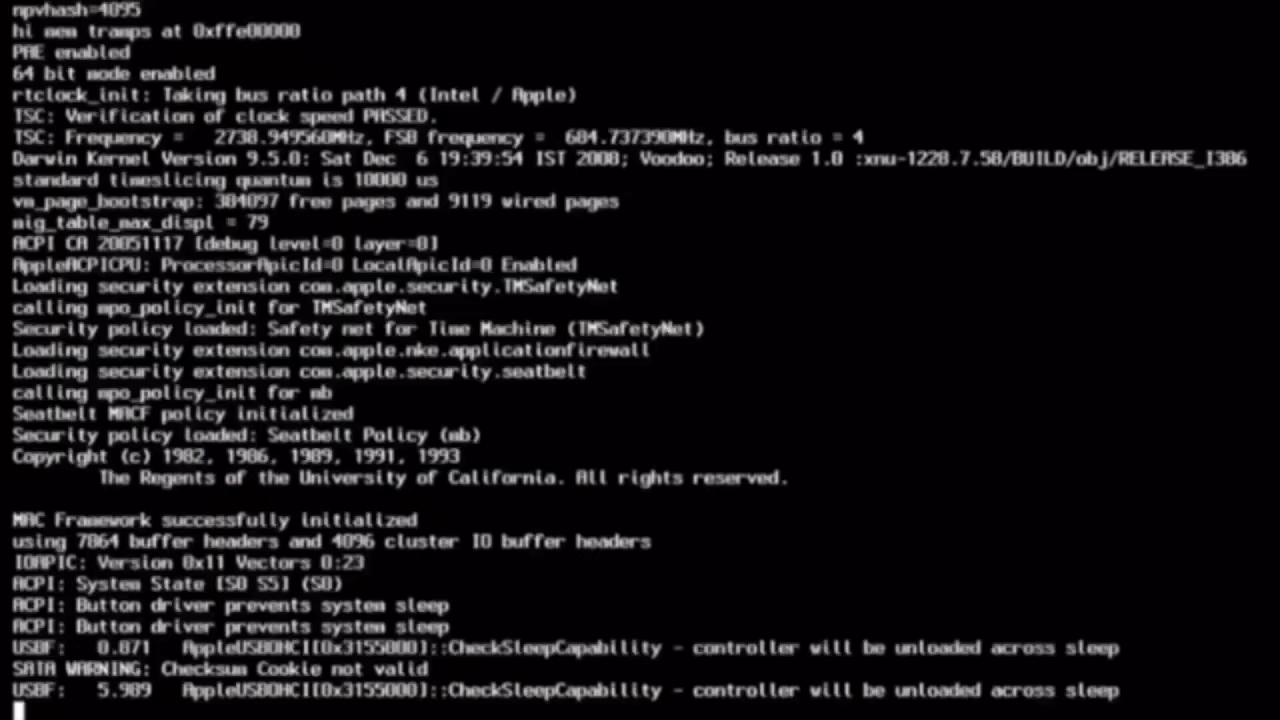 npvhash=4095
hi mem tramps at 0xffe00000
PAE enabled
64 bit mode enabled
rtclock_init: Taking bus ratio path 4 (Intel / Apple)
TSC: Verification of clock speed PASSED.
TSC: Frequency =   2738.949560MHz, FSB frequency =  684.737390MHz, bus ratio = 4
Darwin Kernel Version 9.5.0: Sat Dec  6 19:39:54 IST 2008; Voodoo; Release 1.0 :xnu-1228.7.58/BUILD/obj/RELEASE_I386
standard timeslicing quantum is 10000 us
vm_page_bootstrap: 384097 free pages and 9119 wired pages
mig_table_max_displ = 79
ACPI CA 20051117 [debug level=0 layer=0]
AppleACPICPU: ProcessorApicId=0 LocalApicId=0 Enabled
Loading security extension com.apple.security.TMSafetyNet
calling mpo_policy_init for TMSafetyNet
Security policy loaded: Safety net for Time Machine (TMSafetyNet)
Loading security extension com.apple.nke.applicationfirewall
Loading security extension com.apple.security.seatbelt
calling mpo_policy_init for mb
Seatbelt MACF policy initialized
Security policy loaded: Seatbelt Policy (mb)
Copyright (c) 1982, 1986, 1989, 1991, 1993
The Regents of the University of California. All rights reserved.
MAC Framework successfully initialized
using 7864 buffer headers and 4096 cluster IO buffer headers
IOAPIC: Version 0x11 Vectors 0:23
ACPI: System State [S0 S5] (S0)
ACPI: Button driver prevents system sleep
ACPI: Button driver prevents system sleep
USBF:   0.871   AppleUSBOHCI[0x3155000]::CheckSleepCapability - controller will be unloaded across sleep
SATA WARNING: Checksum Cookie not valid
USBF:   5.989   AppleUSBOHCI[0x3155000]::CheckSleepCapability - controller will be unloaded across sleep